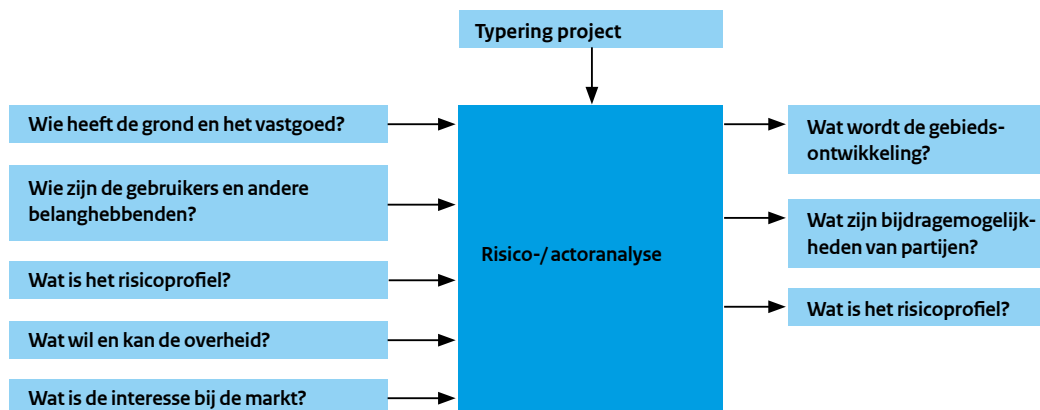 Typering project
Wie heeft de grond en het vastgoed?
Wie zijn de gebruikers en andere
belanghebbenden?
Wat is het risicoprofiel?
Wat wil en kan de overheid?
Wat is de interesse bij de markt?
Risico-/ actoranalyse
Wat wordt de gebieds-
ontwikkeling?
Wat zijn bijdragemogelijk-
heden van partijen?
Wat is het risicoprofiel?